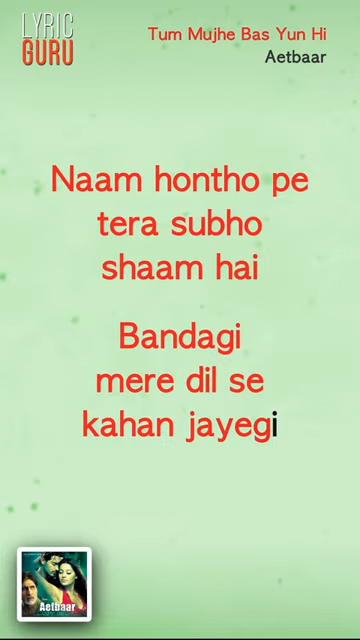 LYRIC
GURU
Tum Mujhe Bas Yun Hi
Aetbaar
Naam hontho pe
tera subho
shaam hai
Bandagi
mere dil se
kahan jayegi
Aetbaar